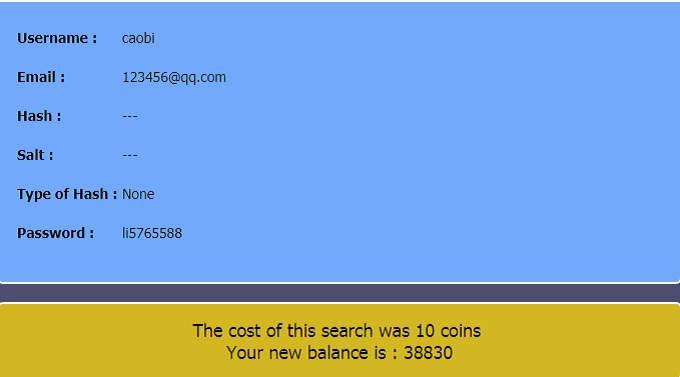 Username : caobi
Email : 123456@qq.com
Hash : ---
Salt : ---
Type of Hash : None
Password : li5765588
The cost of this search was 10 coins
Your new balance is : 38830